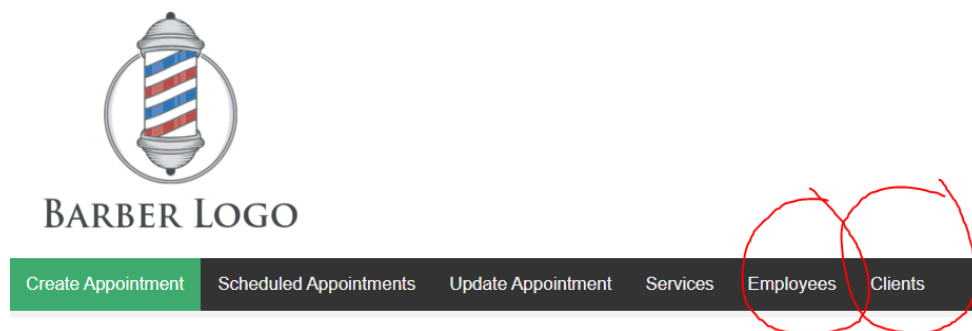 BARBER LOGO
Create Appointment Scheduled Appointments Update Appointment Services Employees Clients